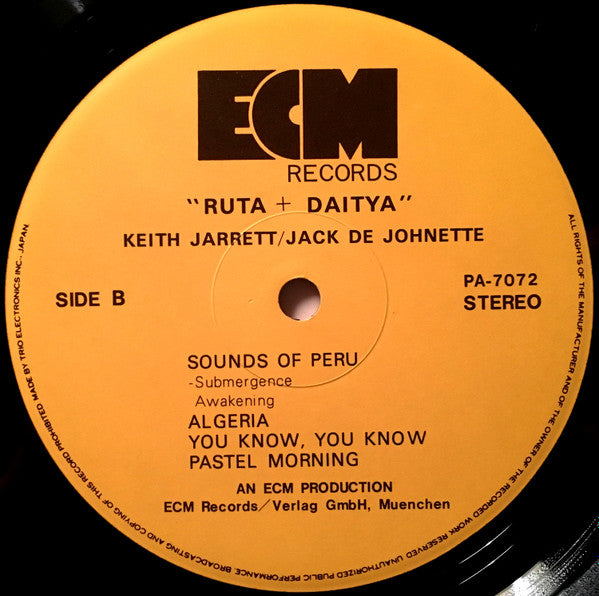 ECM
RECORDS
"RUTA + DAITYA"
KEITH JARRETT/JACK DE JOHNETTE
SIDE B
PA-7072
STEREO
SOUNDS OF PERU
-Submergence
Awakening
ALGERIA
YOU KNOW, YOU KNOW
PASTEL MORNING
AN ECM PRODUCTION
ECM Records/Verlag GmbH, Muenchen
ALL RIGHTS OF THE MANUFACTURER AND OF THE OWNER OF THE RECORDED WORK RESERVED UNAUTHORIZED PUBLIC PERFORMANCE BROADCASTING AND COPYING OF THIS RECORD PROHIBITED MADE BY TRIO ELECTRONICS INC., JAPAN.